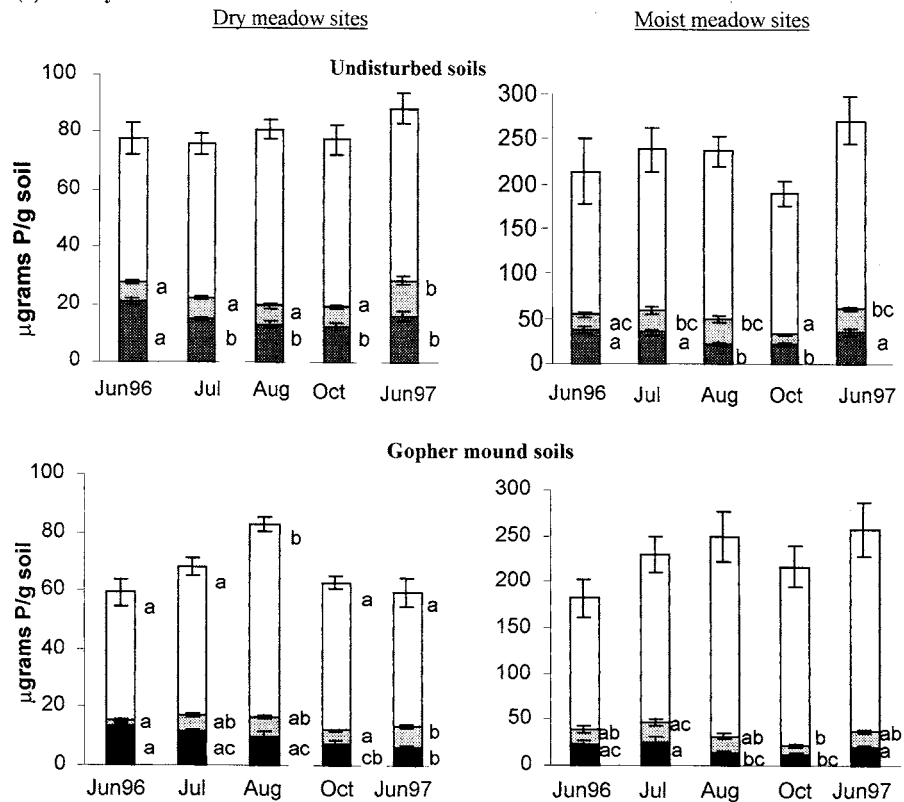 Dry meadow sites
Moist meadow sites
Undisturbed soils
μgrams P/g soil
100
80
60
40
20
0
a
a
a
b
a
b
a
b
b
b
Jun96 Jul Aug Oct Jun97
300
250
200
150
100
50
0
ac
a
bc
a
bc
b
a
b
bc
a
Jun96 Jul Aug Oct Jun97
Gopher mound soils
μgrams P/g soil
100
80
60
40
20
0
a
a
a
ab
ac
b
ab
ac
a
a
cb
a
b
b
Jun96 Jul Aug Oct Jun97
300
250
200
150
100
50
0
ab
ac
ac
a
ab
bc
b
bc
ab
a
Jun96 Jul Aug Oct Jun97